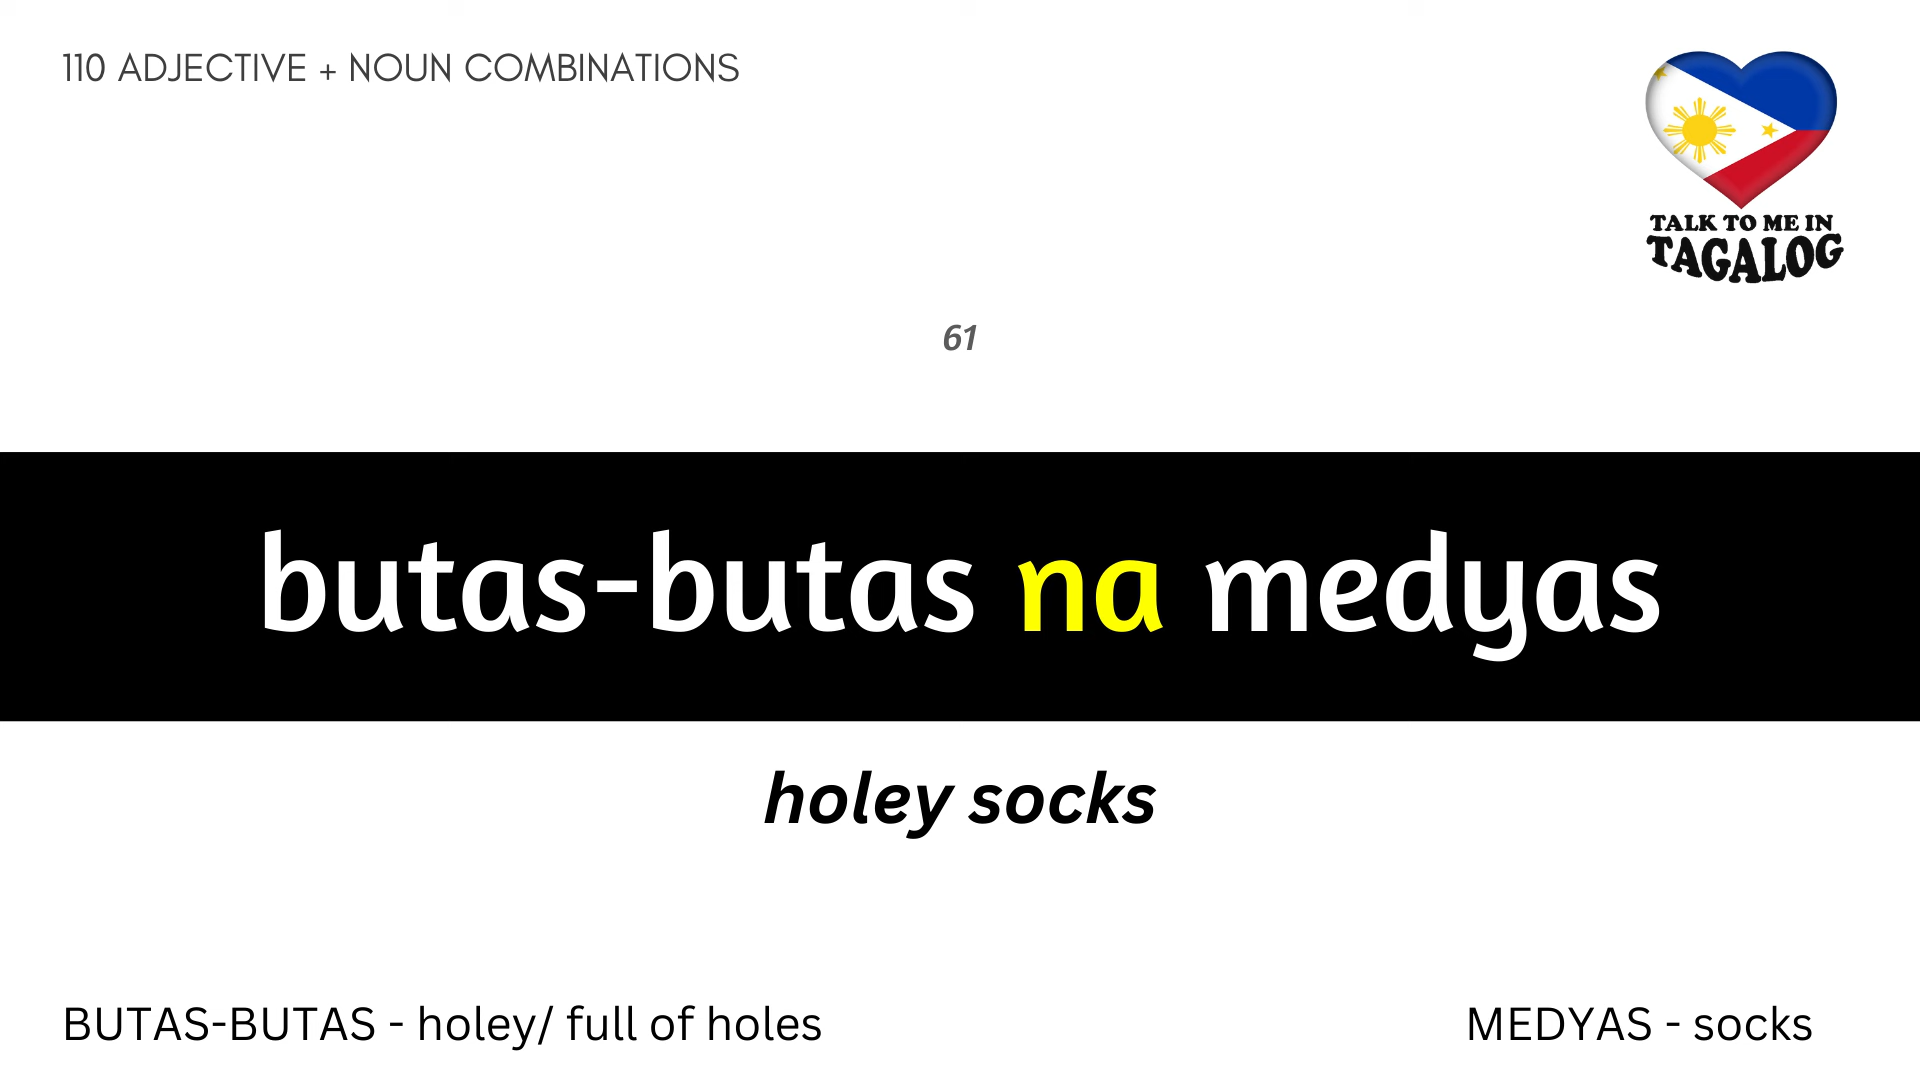 110 ADJECTIVE + NOUN COMBINATIONS
TALK TO ME IN
TAGALOG
61
butas-butas na medyas
holey socks
BUTAS-BUTAS - holey/ full of holes
MEDYAS - socks